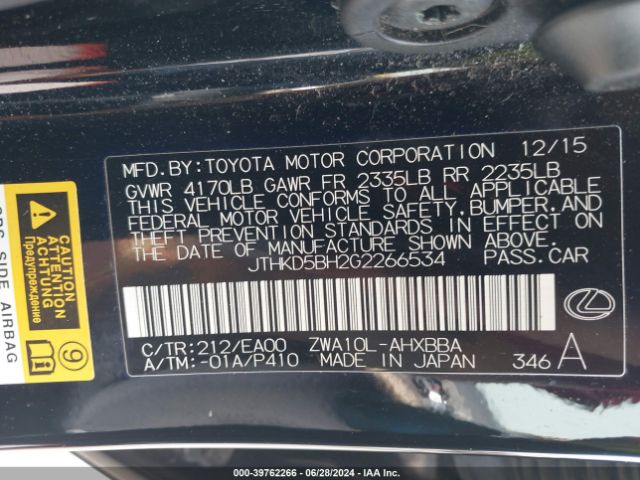 MFD.BY:TOYOTA MOTOR CORPORATION 12/15
GVWR 4170LB GAWR FR 2335LB RR 2235LB
THIS VEHICLE CONFORMS TO ALL APPLICABLE
FEDERAL MOTOR VEHICLE SAFETY,BUMPER,AND
THEFT PREVENTION STANDARDS IN EFFECT ON
THE DATE OF MANUFACTURE SHOWN ABOVE.
JTHKD5BH2G2266534 PASS.CAR
C/TR:212/EA00 ZWA10L-AHXBBA
A/TM:-01A/P410 MADE IN JAPAN 346 A
CAUTION
ATTENTION
Предупреждение
9
SRS SIDE AIRBAG
000-39762266 - 06/28/2024 - IAA Inc.